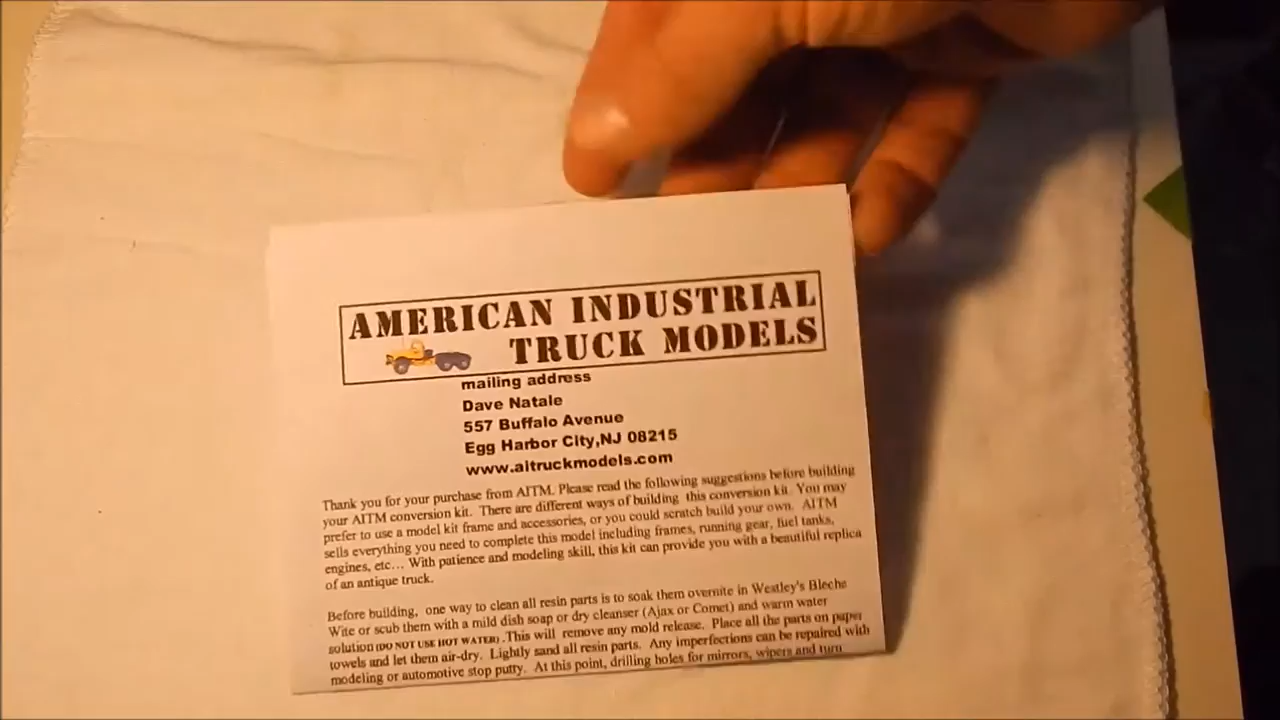 AMERICAN INDUSTRIAL
TRUCK MODELS
mailing address
Dave Natale
557 Buffalo Avenue
Egg Harbor City,NJ 08215
www.aitruckmodels.com
Thank you for your purchase from AITM. Please read the following suggestions before building
your AITM conversion kit. There are different ways of building this conversion kit. You may
prefer to use a model kit frame and accessories, or you could scratch build your own. AITM
sells everything you need to complete this model including frames, running gear, fuel tanks,
engines, etc… With patience and modeling skill, this kit can provide you with a beautiful replica
of an antique truck.
Before building, one way to clean all resin parts is to soak them overnite in Westley's Bleche
Wite or scub them with a mild dish soap or dry cleanser (Ajax or Comet) and warm water
solution (DO NOT USE HOT WATER) .This will remove any mold release. Place all the parts on paper
towels and let them air-dry. Lightly sand all resin parts. Any imperfections can be repaired with
modeling or automotive stop putty. At this point, drilling holes for mirrors, wipers and turn